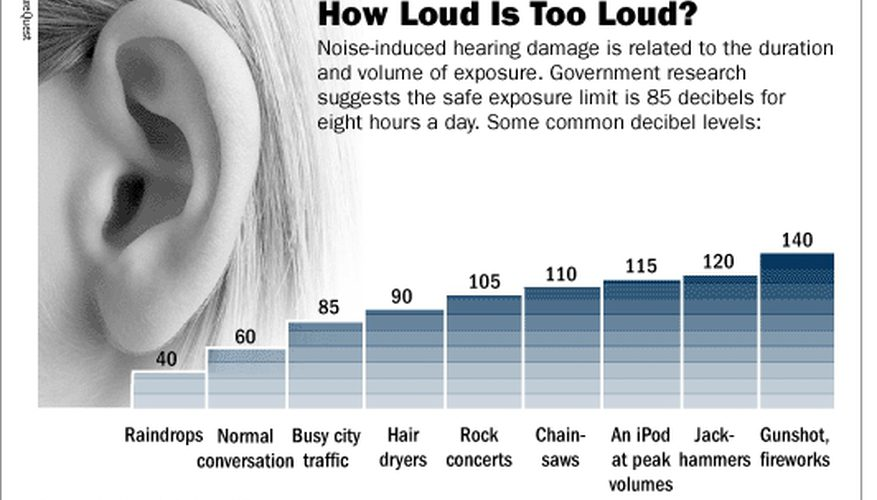 How Loud Is Too Loud?
Noise-induced hearing damage is related to the duration
and volume of exposure. Government research
suggests the safe exposure limit is 85 decibels for
eight hours a day. Some common decibel levels:
40
60
85
90
105
110
115
120
140
Raindrops
Normal
conversation
Busy city
traffic
Hair
dryers
Rock
concerts
Chain-
saws
An iPod
at peak
volumes
Jack-
hammers
Gunshot,
fireworks